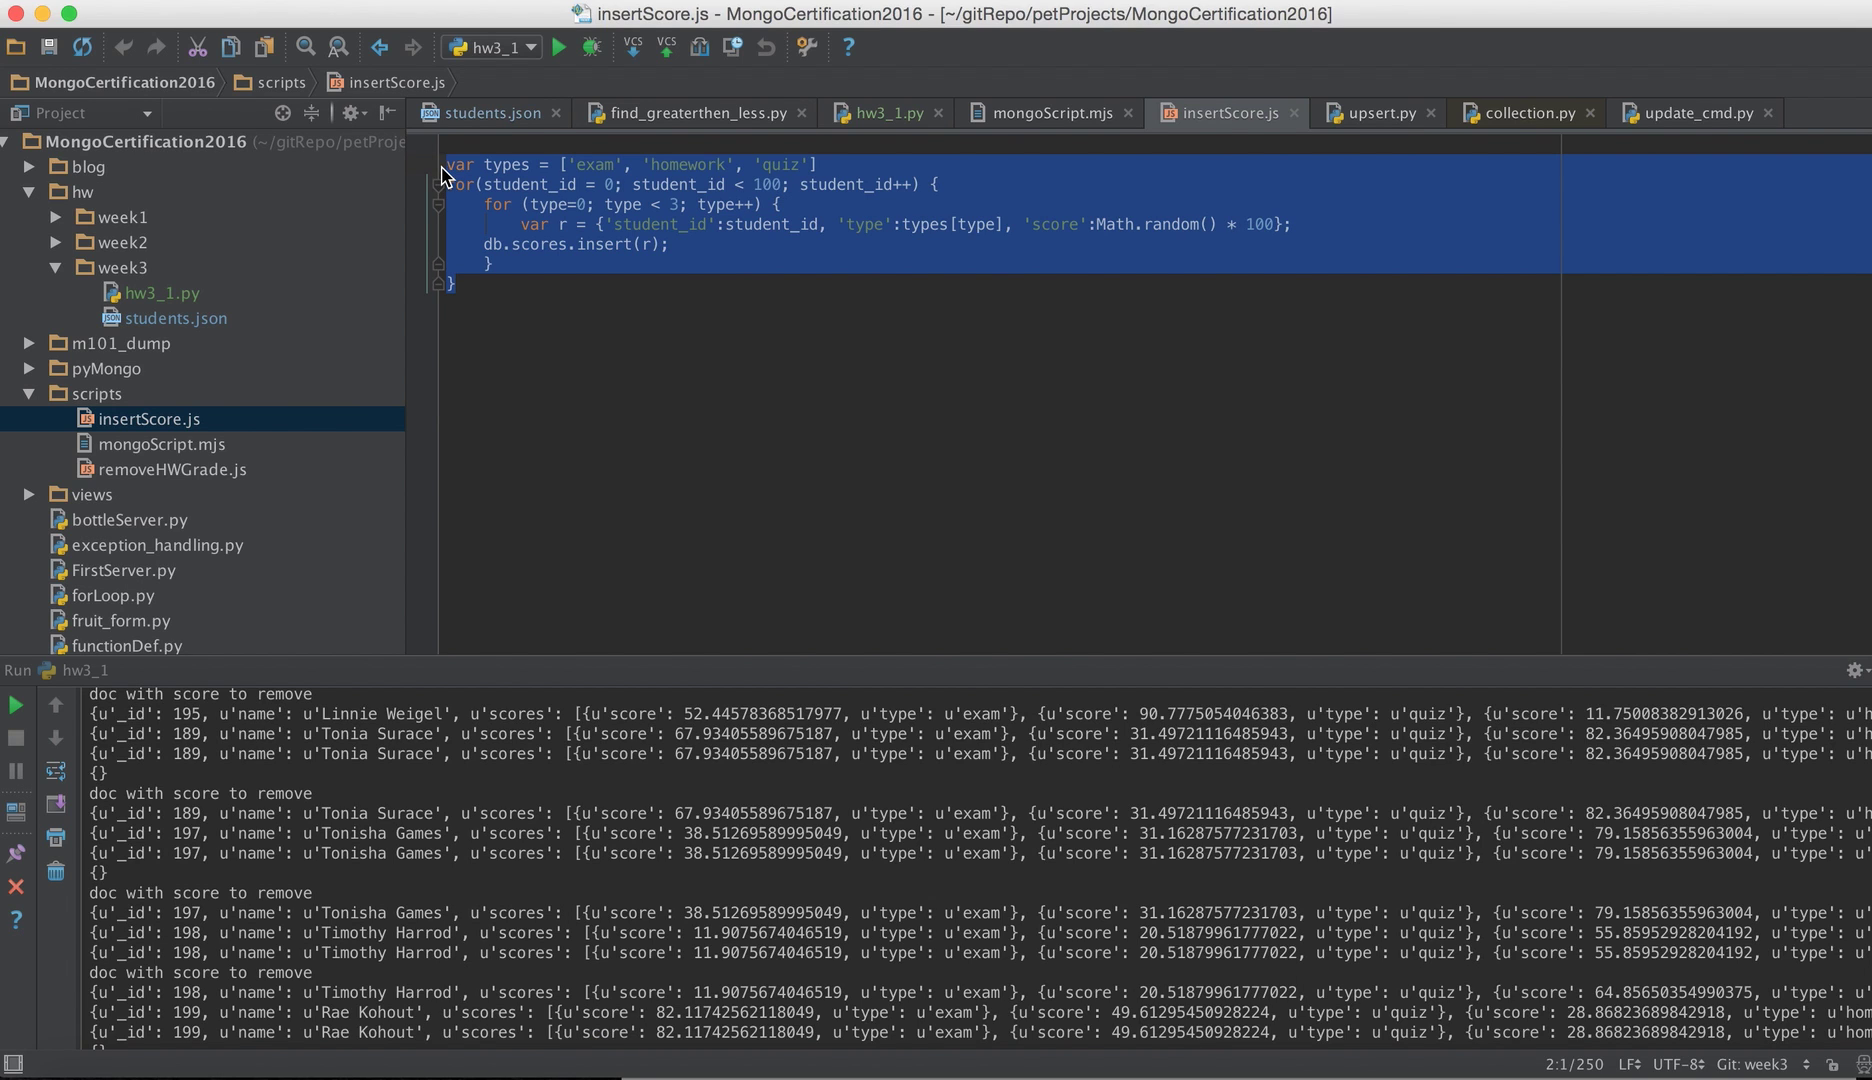 insertScore.js - MongoCertification2016 - [~/gitRepo/petProjects/MongoCertification2016]
hw3_1
VCS
VCS
?
MongoCertification2016
scripts
insertScore.js
Project
students.json
find_greaterthen_less.py
hw3_1.py
mongoScript.mjs
insertScore.js
upsert.py
collection.py
update_cmd.py
MongoCertification2016 (~/gitRepo/petProje
blog
hw
week1
week2
week3
hw3_1.py
students.json
m101_dump
pyMongo
scripts
insertScore.js
mongoScript.mjs
removeHWGrade.js
views
bottleServer.py
exception_handling.py
FirstServer.py
forLoop.py
fruit_form.py
functionDef.py
var types = ['exam', 'homework', 'quiz']
or(student_id = 0; student_id < 100; student_id++) {
for (type=0; type < 3; type++) {
var r = {'student_id':student_id, 'type':types[type], 'score':Math.random() * 100};
db.scores.insert(r);
}
}
Run hw3_1
doc with score to remove
{u'_id': 195, u'name': u'Linnie Weigel', u'scores': [{u'score': 52.44578368517977, u'type': u'exam'}, {u'score': 90.7775054046383, u'type': u'quiz'}, {u'score': 11.75008382913026, u'type': u'h
{u'_id': 189, u'name': u'Tonia Surace', u'scores': [{u'score': 67.93405589675187, u'type': u'exam'}, {u'score': 31.49721116485943, u'type': u'quiz'}, {u'score': 82.36495908047985, u'type': u'ho
{u'_id': 189, u'name': u'Tonia Surace', u'scores': [{u'score': 67.93405589675187, u'type': u'exam'}, {u'score': 31.49721116485943, u'type': u'quiz'}, {u'score': 82.36495908047985, u'type': u'ho
{}
doc with score to remove
{u'_id': 189, u'name': u'Tonia Surace', u'scores': [{u'score': 67.93405589675187, u'type': u'exam'}, {u'score': 31.49721116485943, u'type': u'quiz'}, {u'score': 82.36495908047985, u'type': u'ho
{u'_id': 197, u'name': u'Tonisha Games', u'scores': [{u'score': 38.51269589995049, u'type': u'exam'}, {u'score': 31.16287577231703, u'type': u'quiz'}, {u'score': 79.15856355963004, u'type': u'
{u'_id': 197, u'name': u'Tonisha Games', u'scores': [{u'score': 38.51269589995049, u'type': u'exam'}, {u'score': 31.16287577231703, u'type': u'quiz'}, {u'score': 79.15856355963004, u'type': u'
{}
doc with score to remove
{u'_id': 197, u'name': u'Tonisha Games', u'scores': [{u'score': 38.51269589995049, u'type': u'exam'}, {u'score': 31.16287577231703, u'type': u'quiz'}, {u'score': 79.15856355963004, u'type': u'
{u'_id': 198, u'name': u'Timothy Harrod', u'scores': [{u'score': 11.9075674046519, u'type': u'exam'}, {u'score': 20.51879961777022, u'type': u'quiz'}, {u'score': 55.85952928204192, u'type': u'
{u'_id': 198, u'name': u'Timothy Harrod', u'scores': [{u'score': 11.9075674046519, u'type': u'exam'}, {u'score': 20.51879961777022, u'type': u'quiz'}, {u'score': 55.85952928204192, u'type': u'
doc with score to remove
{u'_id': 198, u'name': u'Timothy Harrod', u'scores': [{u'score': 11.9075674046519, u'type': u'exam'}, {u'score': 20.51879961777022, u'type': u'quiz'}, {u'score': 64.85650354990375, u'type': u'
{u'_id': 199, u'name': u'Rae Kohout', u'scores': [{u'score': 82.11742562118049, u'type': u'exam'}, {u'score': 49.61295450928224, u'type': u'quiz'}, {u'score': 28.86823689842918, u'type': u'hom
{u'_id': 199, u'name': u'Rae Kohout', u'scores': [{u'score': 82.11742562118049, u'type': u'exam'}, {u'score': 49.61295450928224, u'type': u'quiz'}, {u'score': 28.86823689842918, u'type': u'hom
?
2:1/250 LF UTF-8 Git: week3